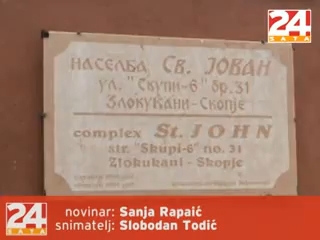 24
SATA
НАСЕЛБА СВ. ЈОВАН
УЛ. "СКУПИ-6" БР.31
ЗЛОКУЌАНИ-СКОПЈЕ
complex St. JOHN
str. "Skupi-6" no. 31
Zlokukani - Skopje
24
SATA
novinar: Sanja Rapaić
snimatelj: Slobodan Todić